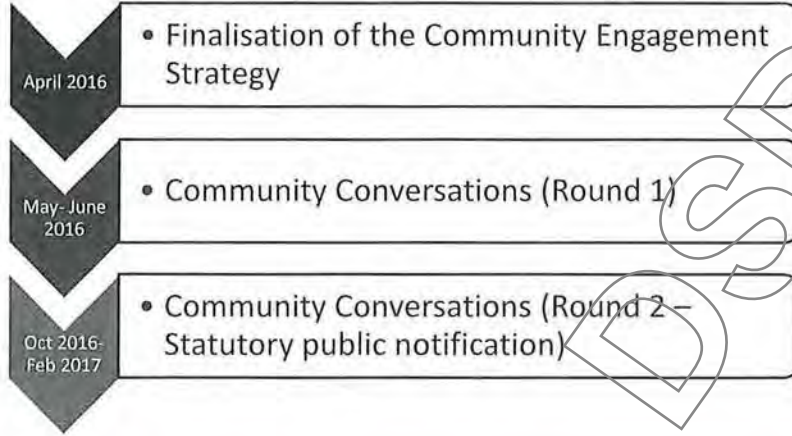 April 2016
• Finalisation of the Community Engagement
Strategy
May- June
2016
• Community Conversations (Round 1)
Oct 2016-
Feb 2017
• Community Conversations (Round 2 –
Statutory public notification)